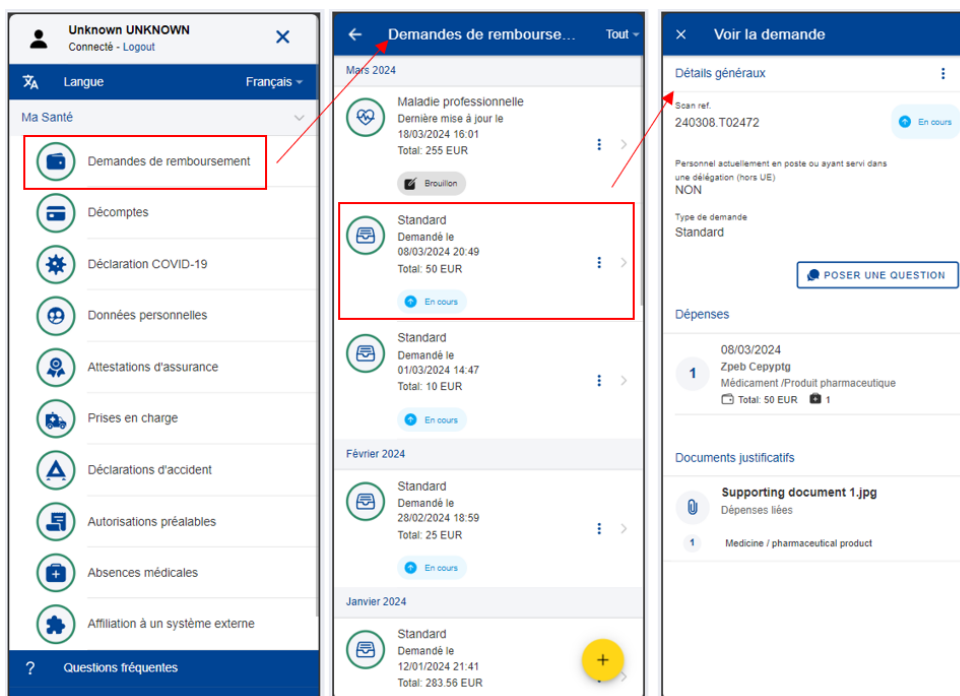 Unknown UNKNOWN
Connecté - Logout
Langue
Français
Ma Santé
Demandes de remboursement
Décomptes
Déclaration COVID-19
Données personnelles
Attestations d'assurance
Prises en charge
Déclarations d'accident
Autorisations préalables
Absences médicales
Affiliation à un système externe
? Questions fréquentes
Demandes de rembourse...
Tout
Mars 2024
Maladie professionnelle
Dernière mise à jour le
18/03/2024 16:01
Total: 255 EUR
Brouillon
Standard
Demandé le
08/03/2024 20:49
Total: 50 EUR
En cours
Standard
Demandé le
01/03/2024 14:47
Total: 10 EUR
En cours
Février 2024
Standard
Demandé le
28/02/2024 18:59
Total: 25 EUR
En cours
Janvier 2024
Standard
Demandé le
12/01/2024 21:41
Total: 283.56 EUR
Voir la demande
Détails généraux
Scan ref.
240308.T02472
En cours
Personnel actuellement en poste ou ayant servi dans
une délégation (hors UE)
NON
Type de demande
Standard
POSER UNE QUESTION
Dépenses
1
08/03/2024
Zpeb Cepyptg
Médicament /Produit pharmaceutique
Total: 50 EUR 1
Documents justificatifs
Supporting document 1.jpg
Dépenses liées
1 Medicine / pharmaceutical product